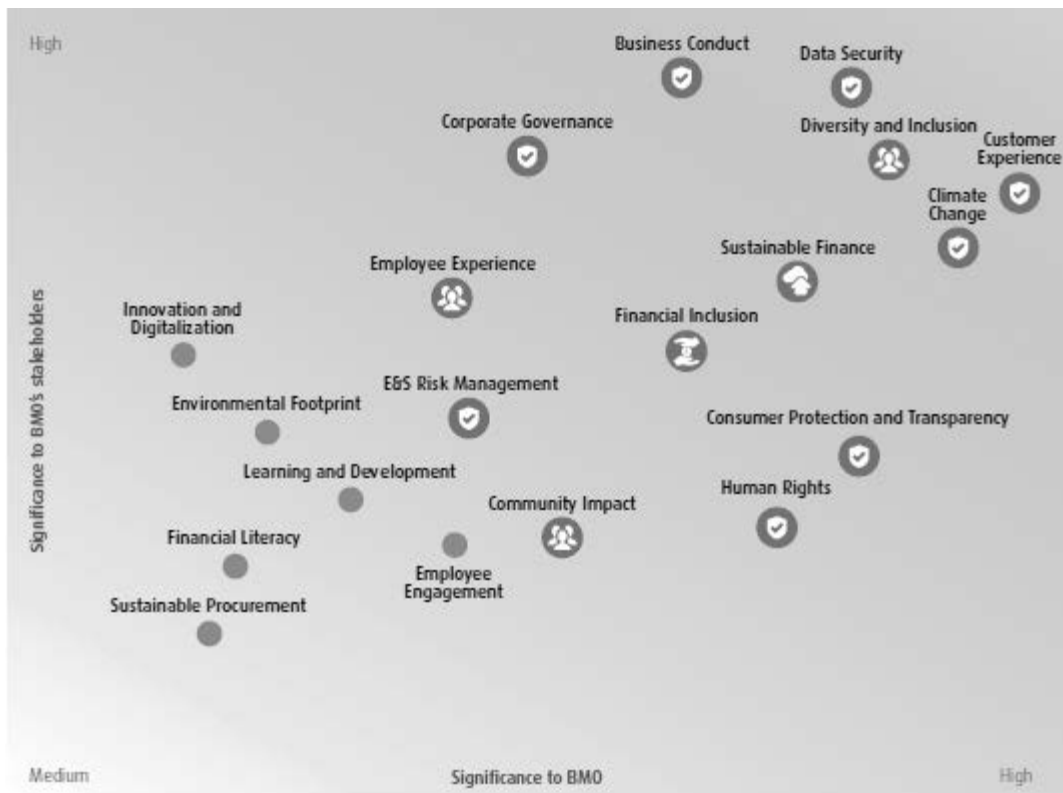 High
Business Conduct
Data Security
Corporate Governance
Diversity and Inclusion
Customer
Experience
Climate
Change
Sustainable Finance
Employee Experience
Innovation and
Digitalization
Financial Inclusion
E&S Risk Management
Environmental Footprint
Consumer Protection and Transparency
Learning and Development
Human Rights
Community Impact
Financial Literacy
Employee
Engagement
Sustainable Procurement
Significance to BMO's stakeholders
Medium
Significance to BMO
High